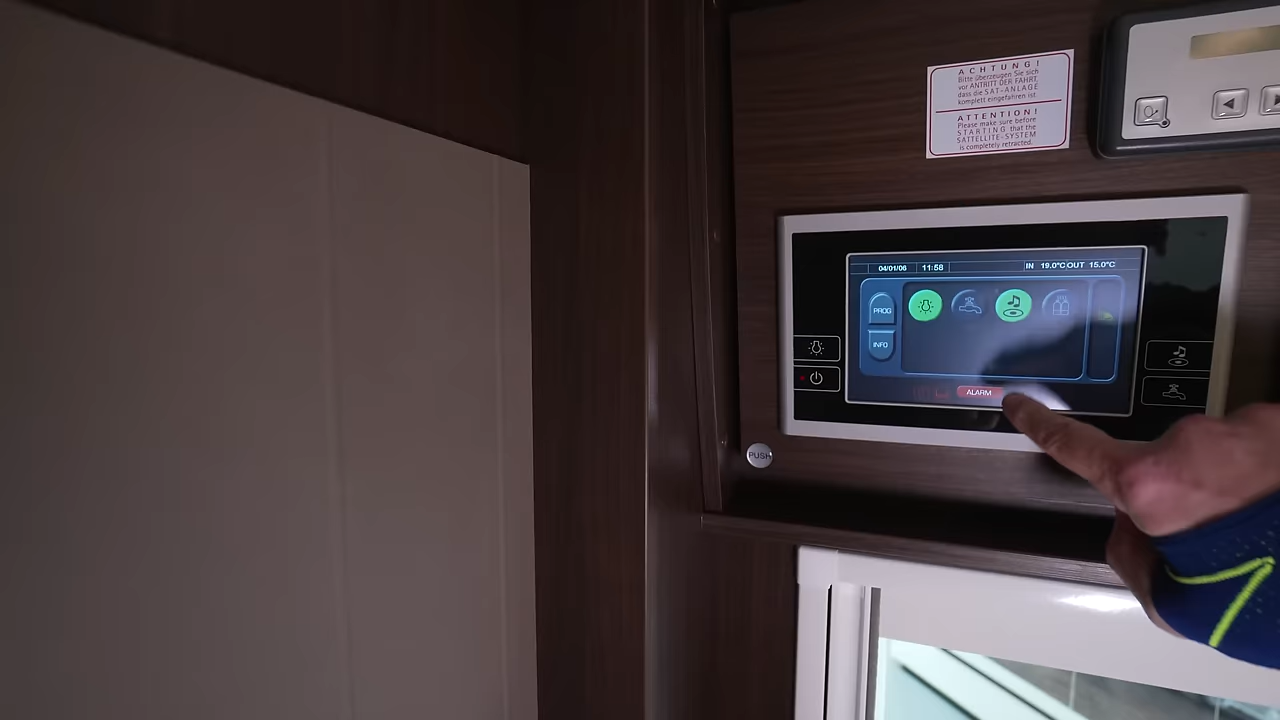 ACHTUNG!
Bitte überzeugen Sie sich
vor ANTRITT DER FAHRT,
dass die SAT-ANLAGE
komplett eingefahren ist.
ATTENTION!
Please make sure before
STARTING that the
SATTELLITE-SYSTEM
is completely retracted.
04/01/06 11:58 IN 19.0°C OUT 15.0°C
PROG
INFO
ALARM
PUSH